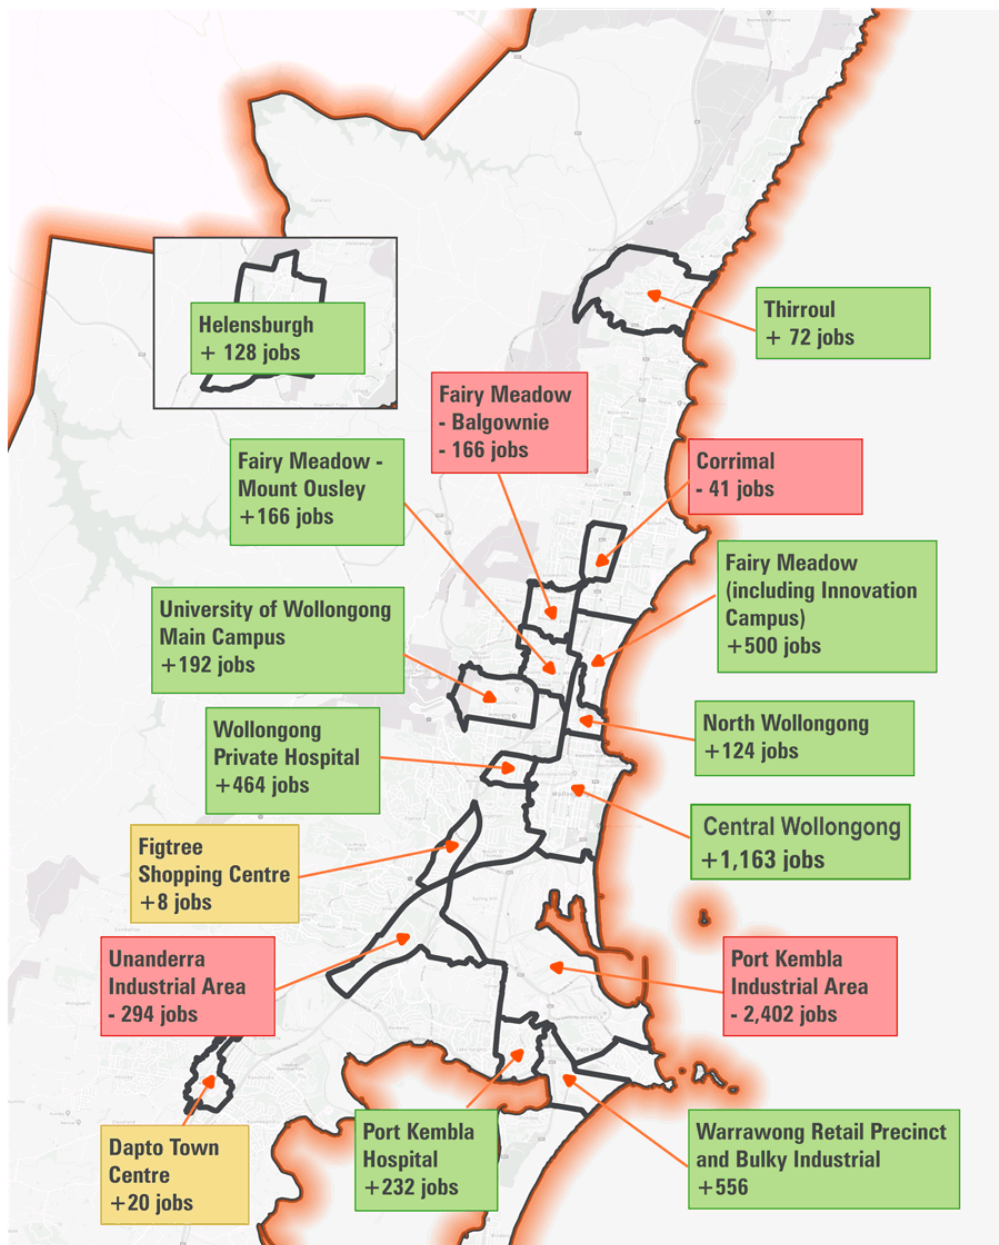 Helensburgh
+ 128 jobs
Thirroul
+ 72 jobs
Fairy Meadow
- Balgownie
- 166 jobs
Fairy Meadow -
Mount Ousley
+166 jobs
Corrimal
- 41 jobs
Fairy Meadow
(including Innovation
Campus)
+500 jobs
University of Wollongong
Main Campus
+192 jobs
North Wollongong
+124 jobs
Wollongong
Private Hospital
+464 jobs
Central Wollongong
+1,163 jobs
Figtree
Shopping Centre
+8 jobs
Unanderra
Industrial Area
- 294 jobs
Port Kembla
Industrial Area
- 2,402 jobs
Dapto Town
Centre
+20 jobs
Port Kembla
Hospital
+232 jobs
Warrawong Retail Precinct
and Bulky Industrial
+556